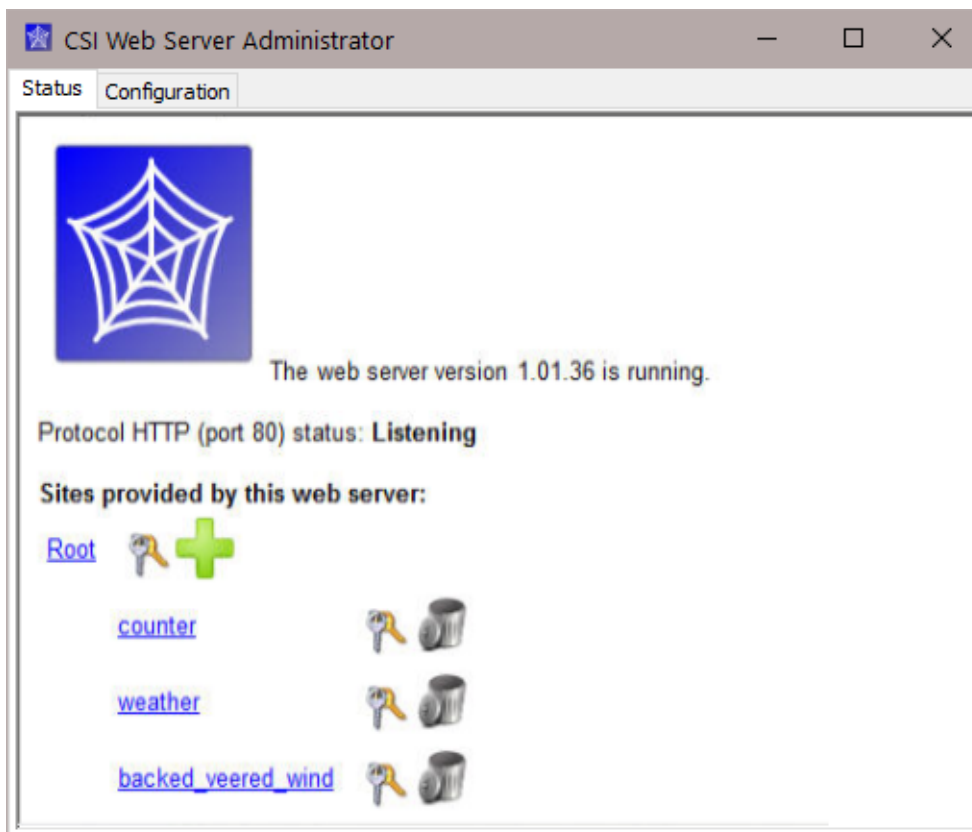 CSI Web Server Administrator
Status Configuration
The web server version 1.01.36 is running.
Protocol HTTP (port 80) status: Listening
Sites provided by this web server:
Root
counter
weather
backed_veered_wind